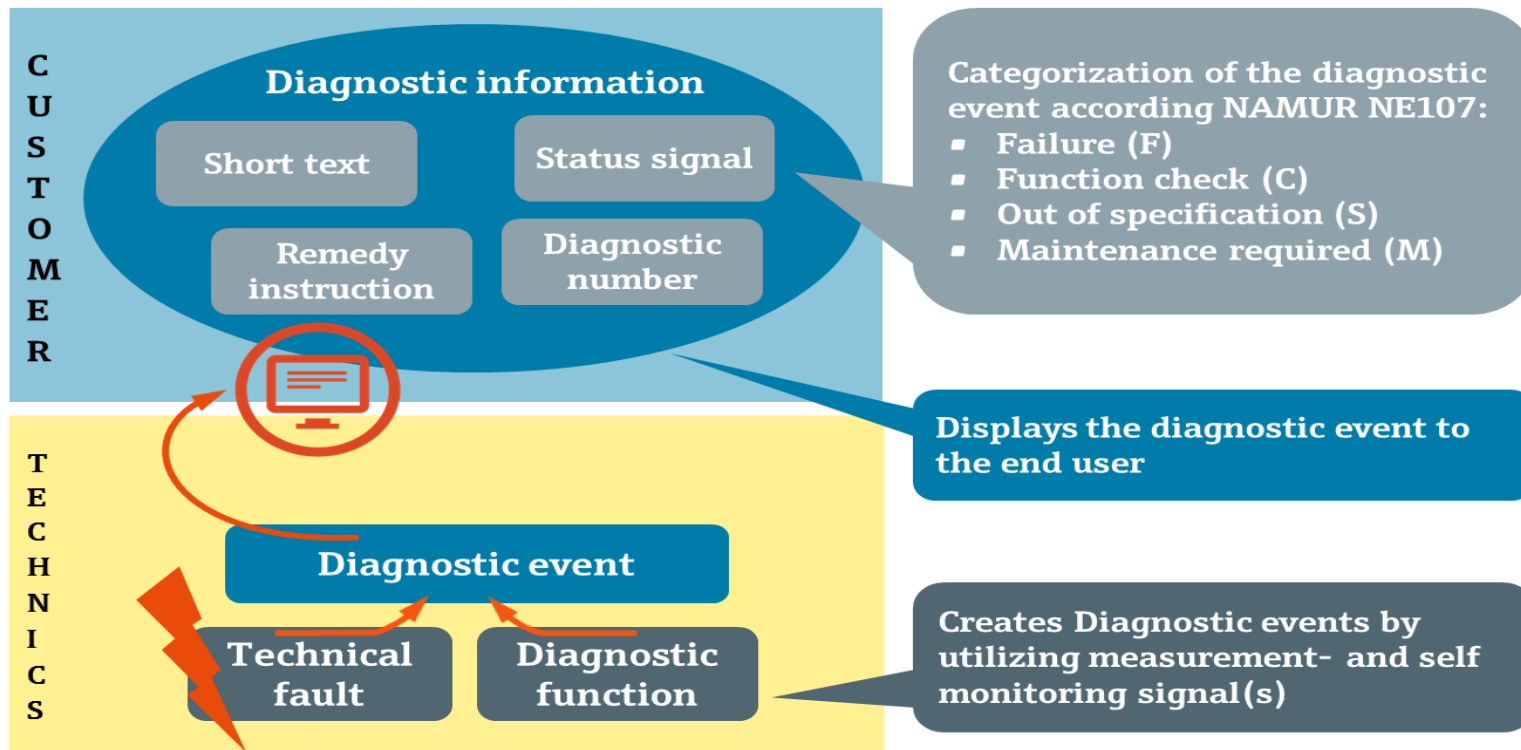 CUSTOMER
Diagnostic information
Short text
Status signal
Remedy
instruction
Diagnostic
number
Categorization of the diagnostic
event according NAMUR NE107:
▪ Failure (F)
▪ Function check (C)
▪ Out of specification (S)
▪ Maintenance required (M)
Displays the diagnostic event to
the end user
TECHNICS
Diagnostic event
Technical
fault
Diagnostic
function
Creates Diagnostic events by
utilizing measurement- and self
monitoring signal(s)